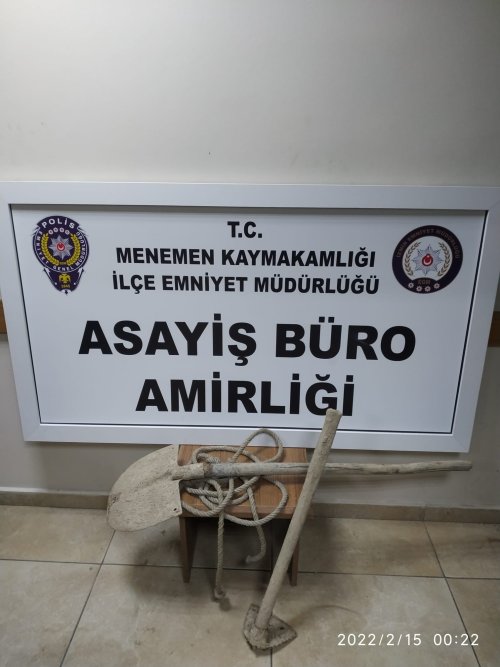 T.C.
MENEMEN KAYMAKAMLIĞI
İLÇE EMNİYET MÜDÜRLÜĞÜ
ASAYİŞ BÜRO
AMİRLİĞİ
POLİS
2022/2/15 00:22